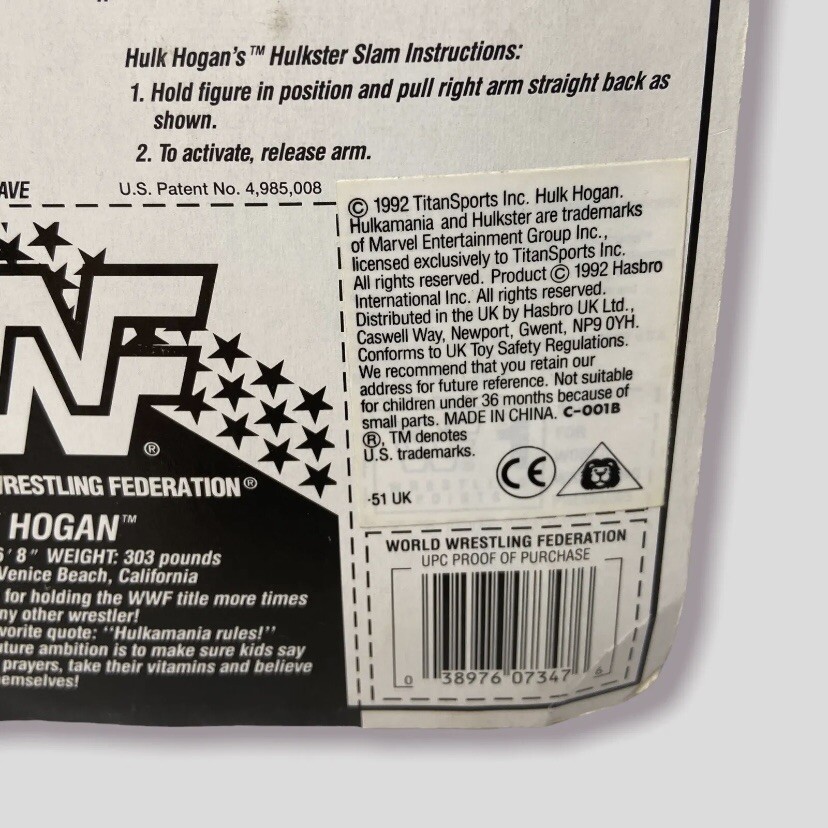 Hulk Hogan's™ Hulkster Slam Instructions:
1. Hold figure in position and pull right arm straight back as
shown.
2. To activate, release arm.
AVE
U.S. Patent No. 4,985,008
© 1992 TitanSports Inc. Hulk Hogan.
Hulkamania and Hulkster are trademarks
of Marvel Entertainment Group Inc.,
licensed exclusively to TitanSports Inc.
All rights reserved. Product © 1992 Hasbro
International Inc. All rights reserved.
Distributed in the UK by Hasbro UK Ltd.,
Caswell Way, Newport, Gwent, NP9 0YH.
Conforms to UK Toy Safety Regulations.
We recommend that you retain our
address for future reference. Not suitable
for children under 36 months because of
small parts. MADE IN CHINA. C-001B
®, TM denotes
U.S. trademarks.
CE
-51 UK
WF
®
RESTLING FEDERATION®
HOGAN™
6'8" WEIGHT: 303 pounds
Venice Beach, California
for holding the WWF title more times
ny other wrestler!
vorite quote: "Hulkamania rules!"
uture ambition is to make sure kids say
prayers, take their vitamins and believe
emselves!
WORLD WRESTLING FEDERATION
UPC PROOF OF PURCHASE
0 38976 07347 6